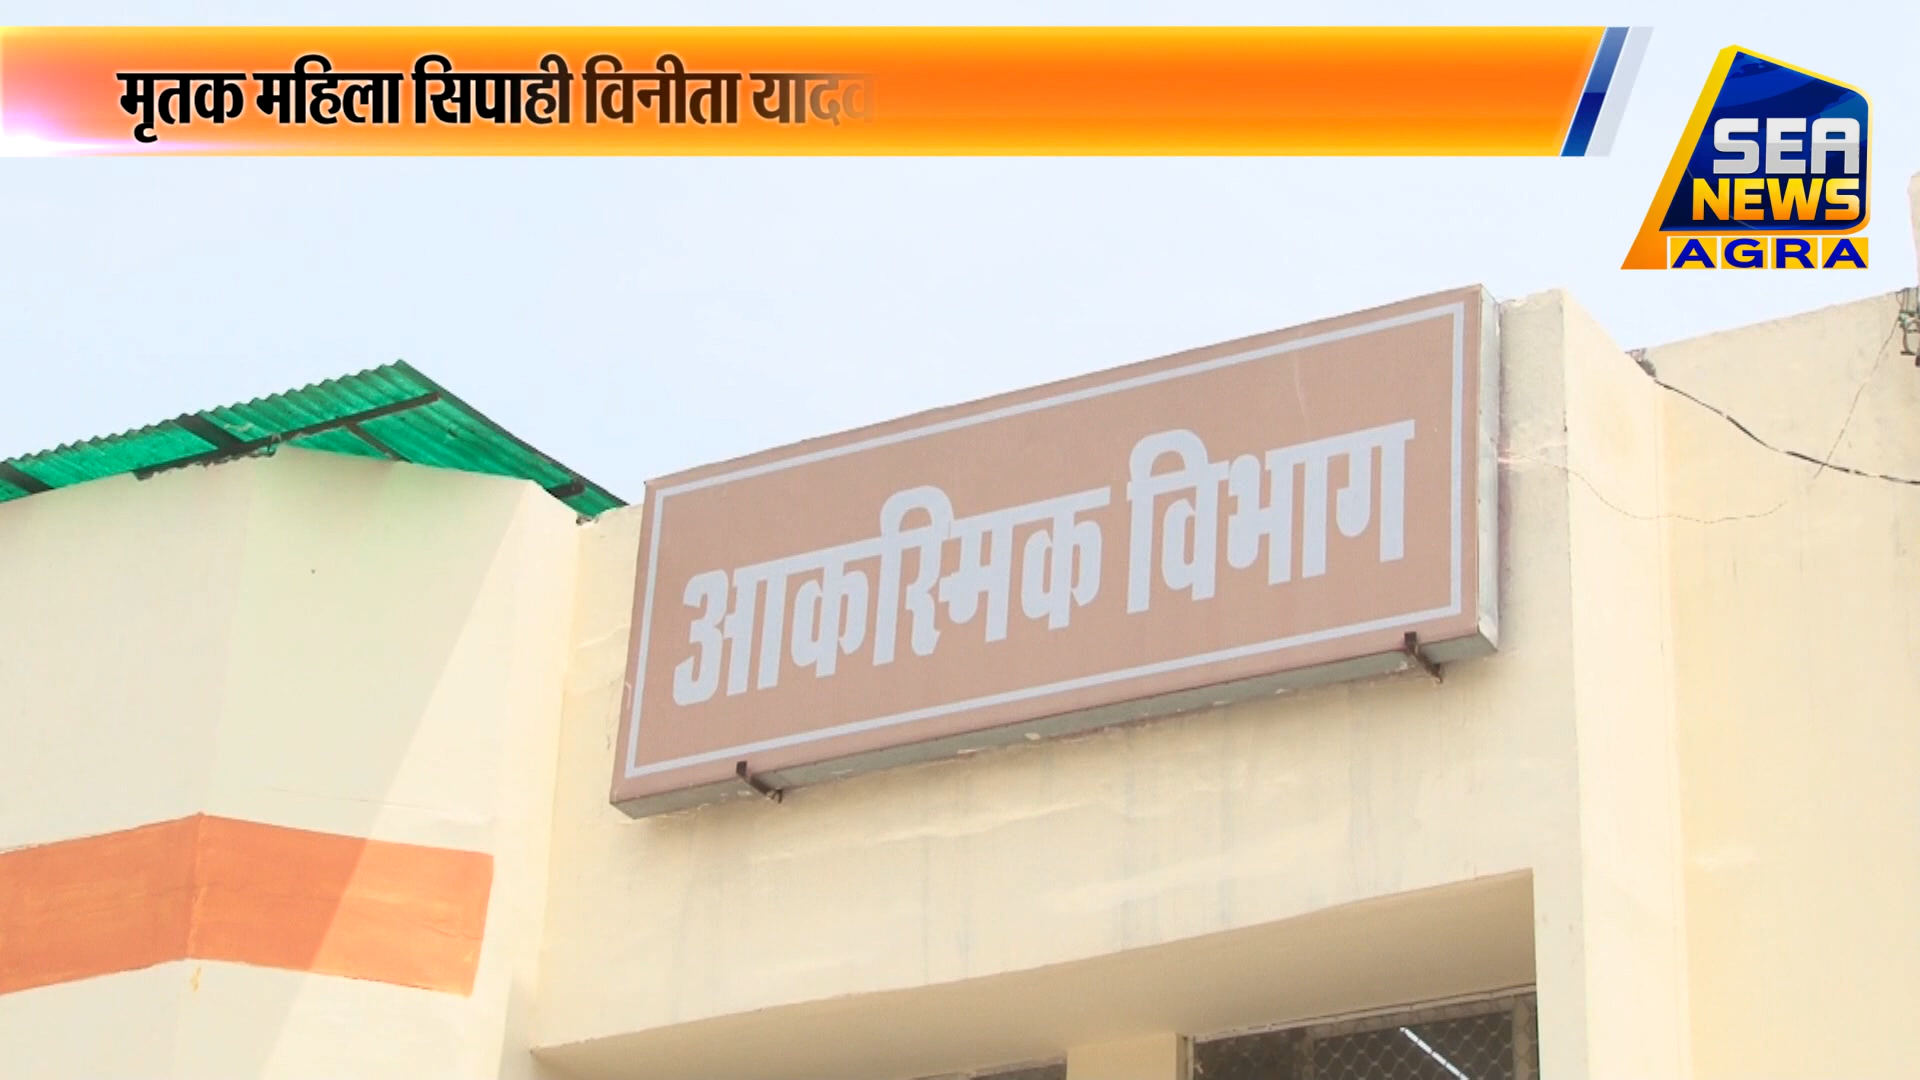 मृतक महिला सिपाही विनीता यादव
SEA
NEWS
AGRA
आकस्मिक विभाग